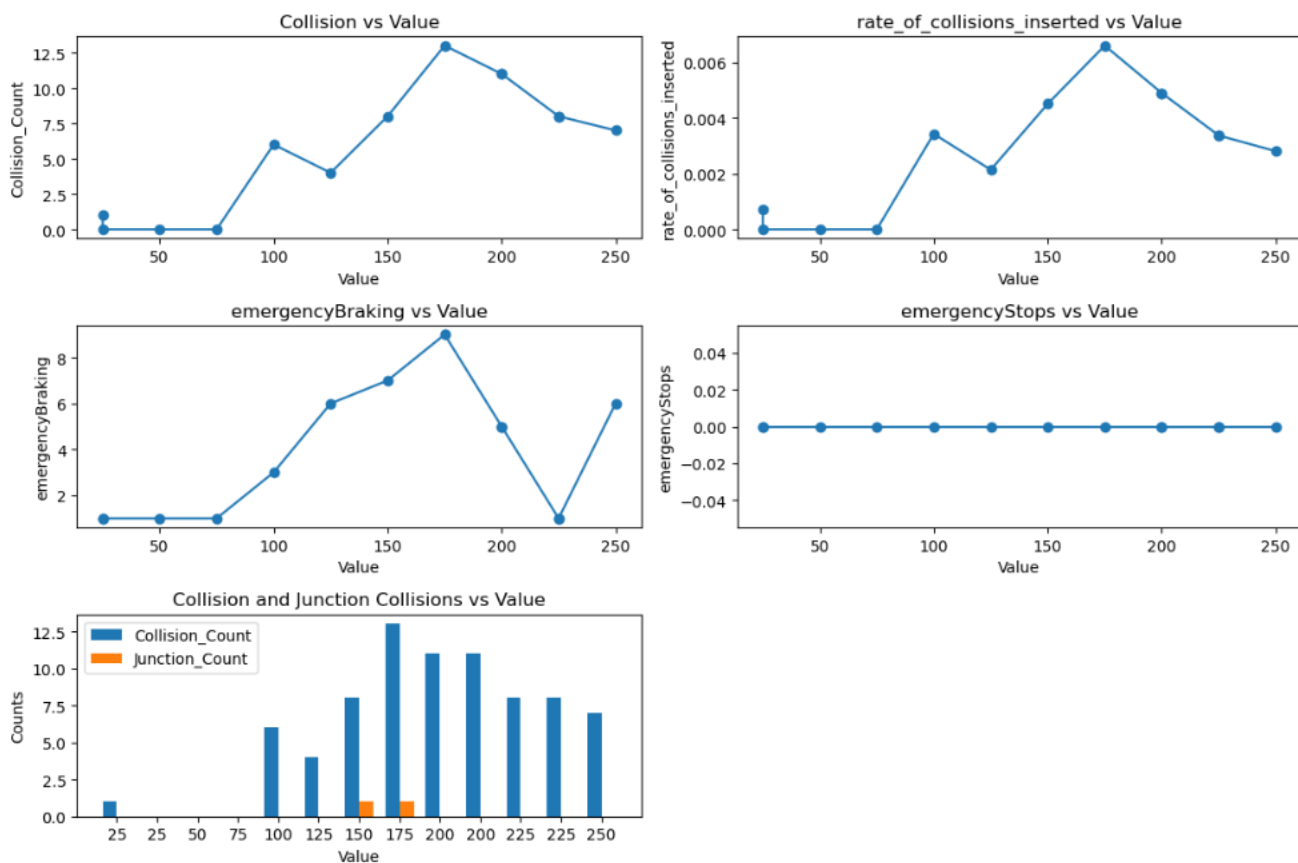 Collision vs Value
Collision_Count
12.5
10.0
7.5
5.0
2.5
0.0
50 100 150 200 250
Value
rate_of_collisions_inserted vs Value
rate_of_collisions_inserted
0.006
0.004
0.002
0.000
50 100 150 200 250
Value
emergencyBraking vs Value
emergencyBraking
8
6
4
2
50 100 150 200 250
Value
emergencyStops vs Value
emergencyStops
0.04
0.02
0.00
−0.02
−0.04
50 100 150 200 250
Value
Collision and Junction Collisions vs Value
Counts
12.5
10.0
7.5
5.0
2.5
0.0
Collision_Count
Junction_Count
25 25 50 75 100 125 150 175 200 200 225 225 250
Value